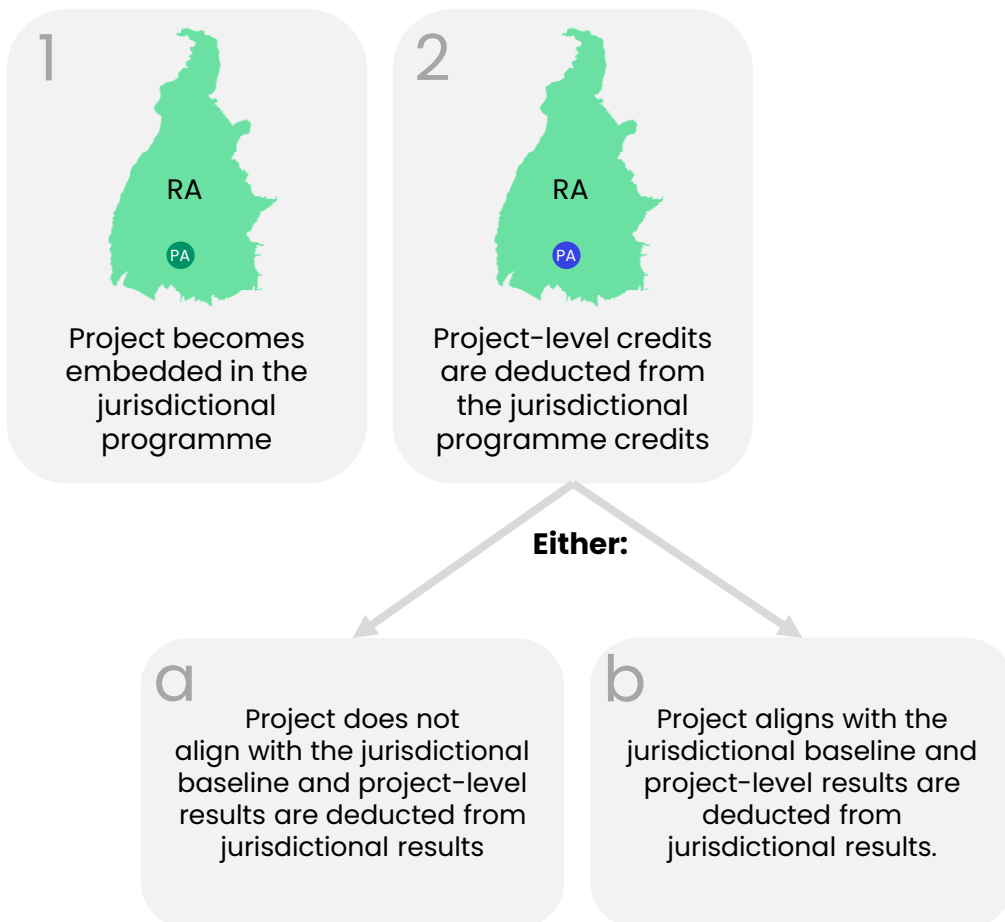 1
RA
PA
Project becomes
embedded in the
jurisdictional
programme
2
RA
PA
Project-level credits
are deducted from
the jurisdictional
programme credits
Either:
a
Project does not
align with the jurisdictional
baseline and project-level
results are deducted from
jurisdictional results
b
Project aligns with the
jurisdictional baseline and
project-level results are
deducted from
jurisdictional results.